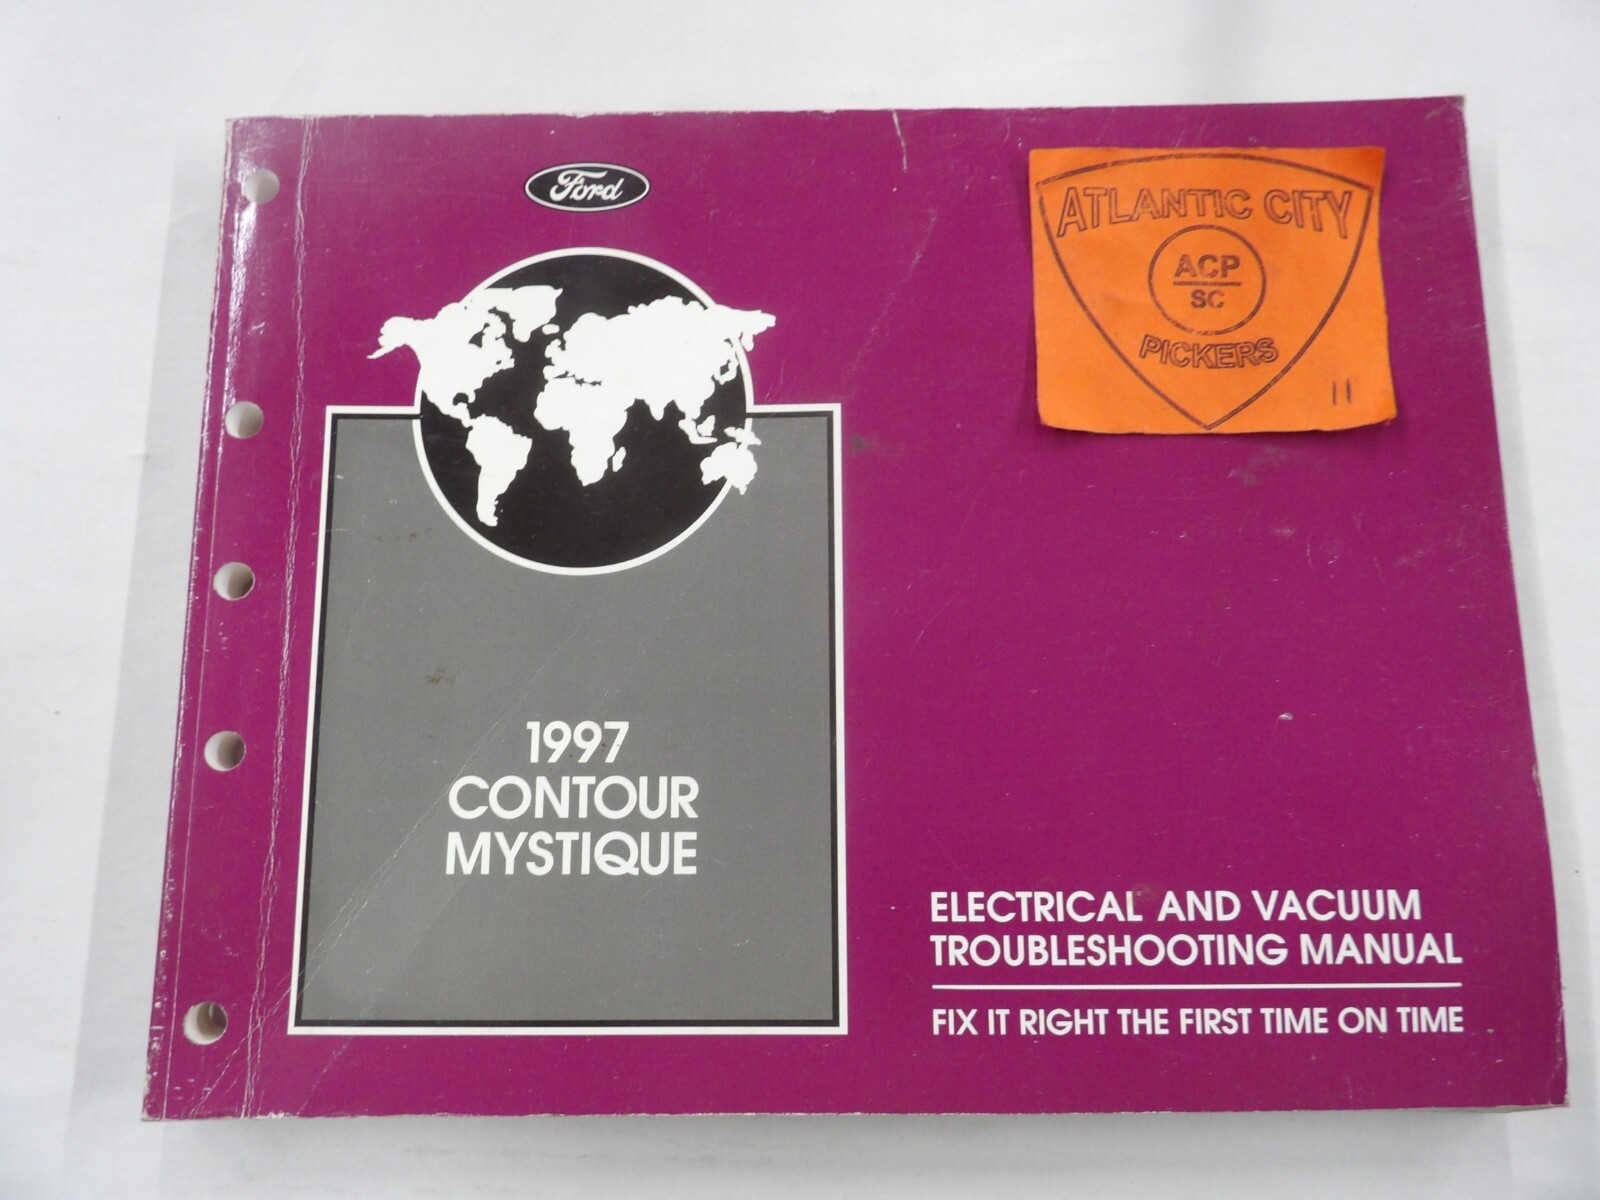 Ford
ATLANTIC CITY
ACP
SC
PICKERS
11
1997
CONTOUR
MYSTIQUE
ELECTRICAL AND VACUUM
TROUBLESHOOTING MANUAL
FIX IT RIGHT THE FIRST TIME ON TIME